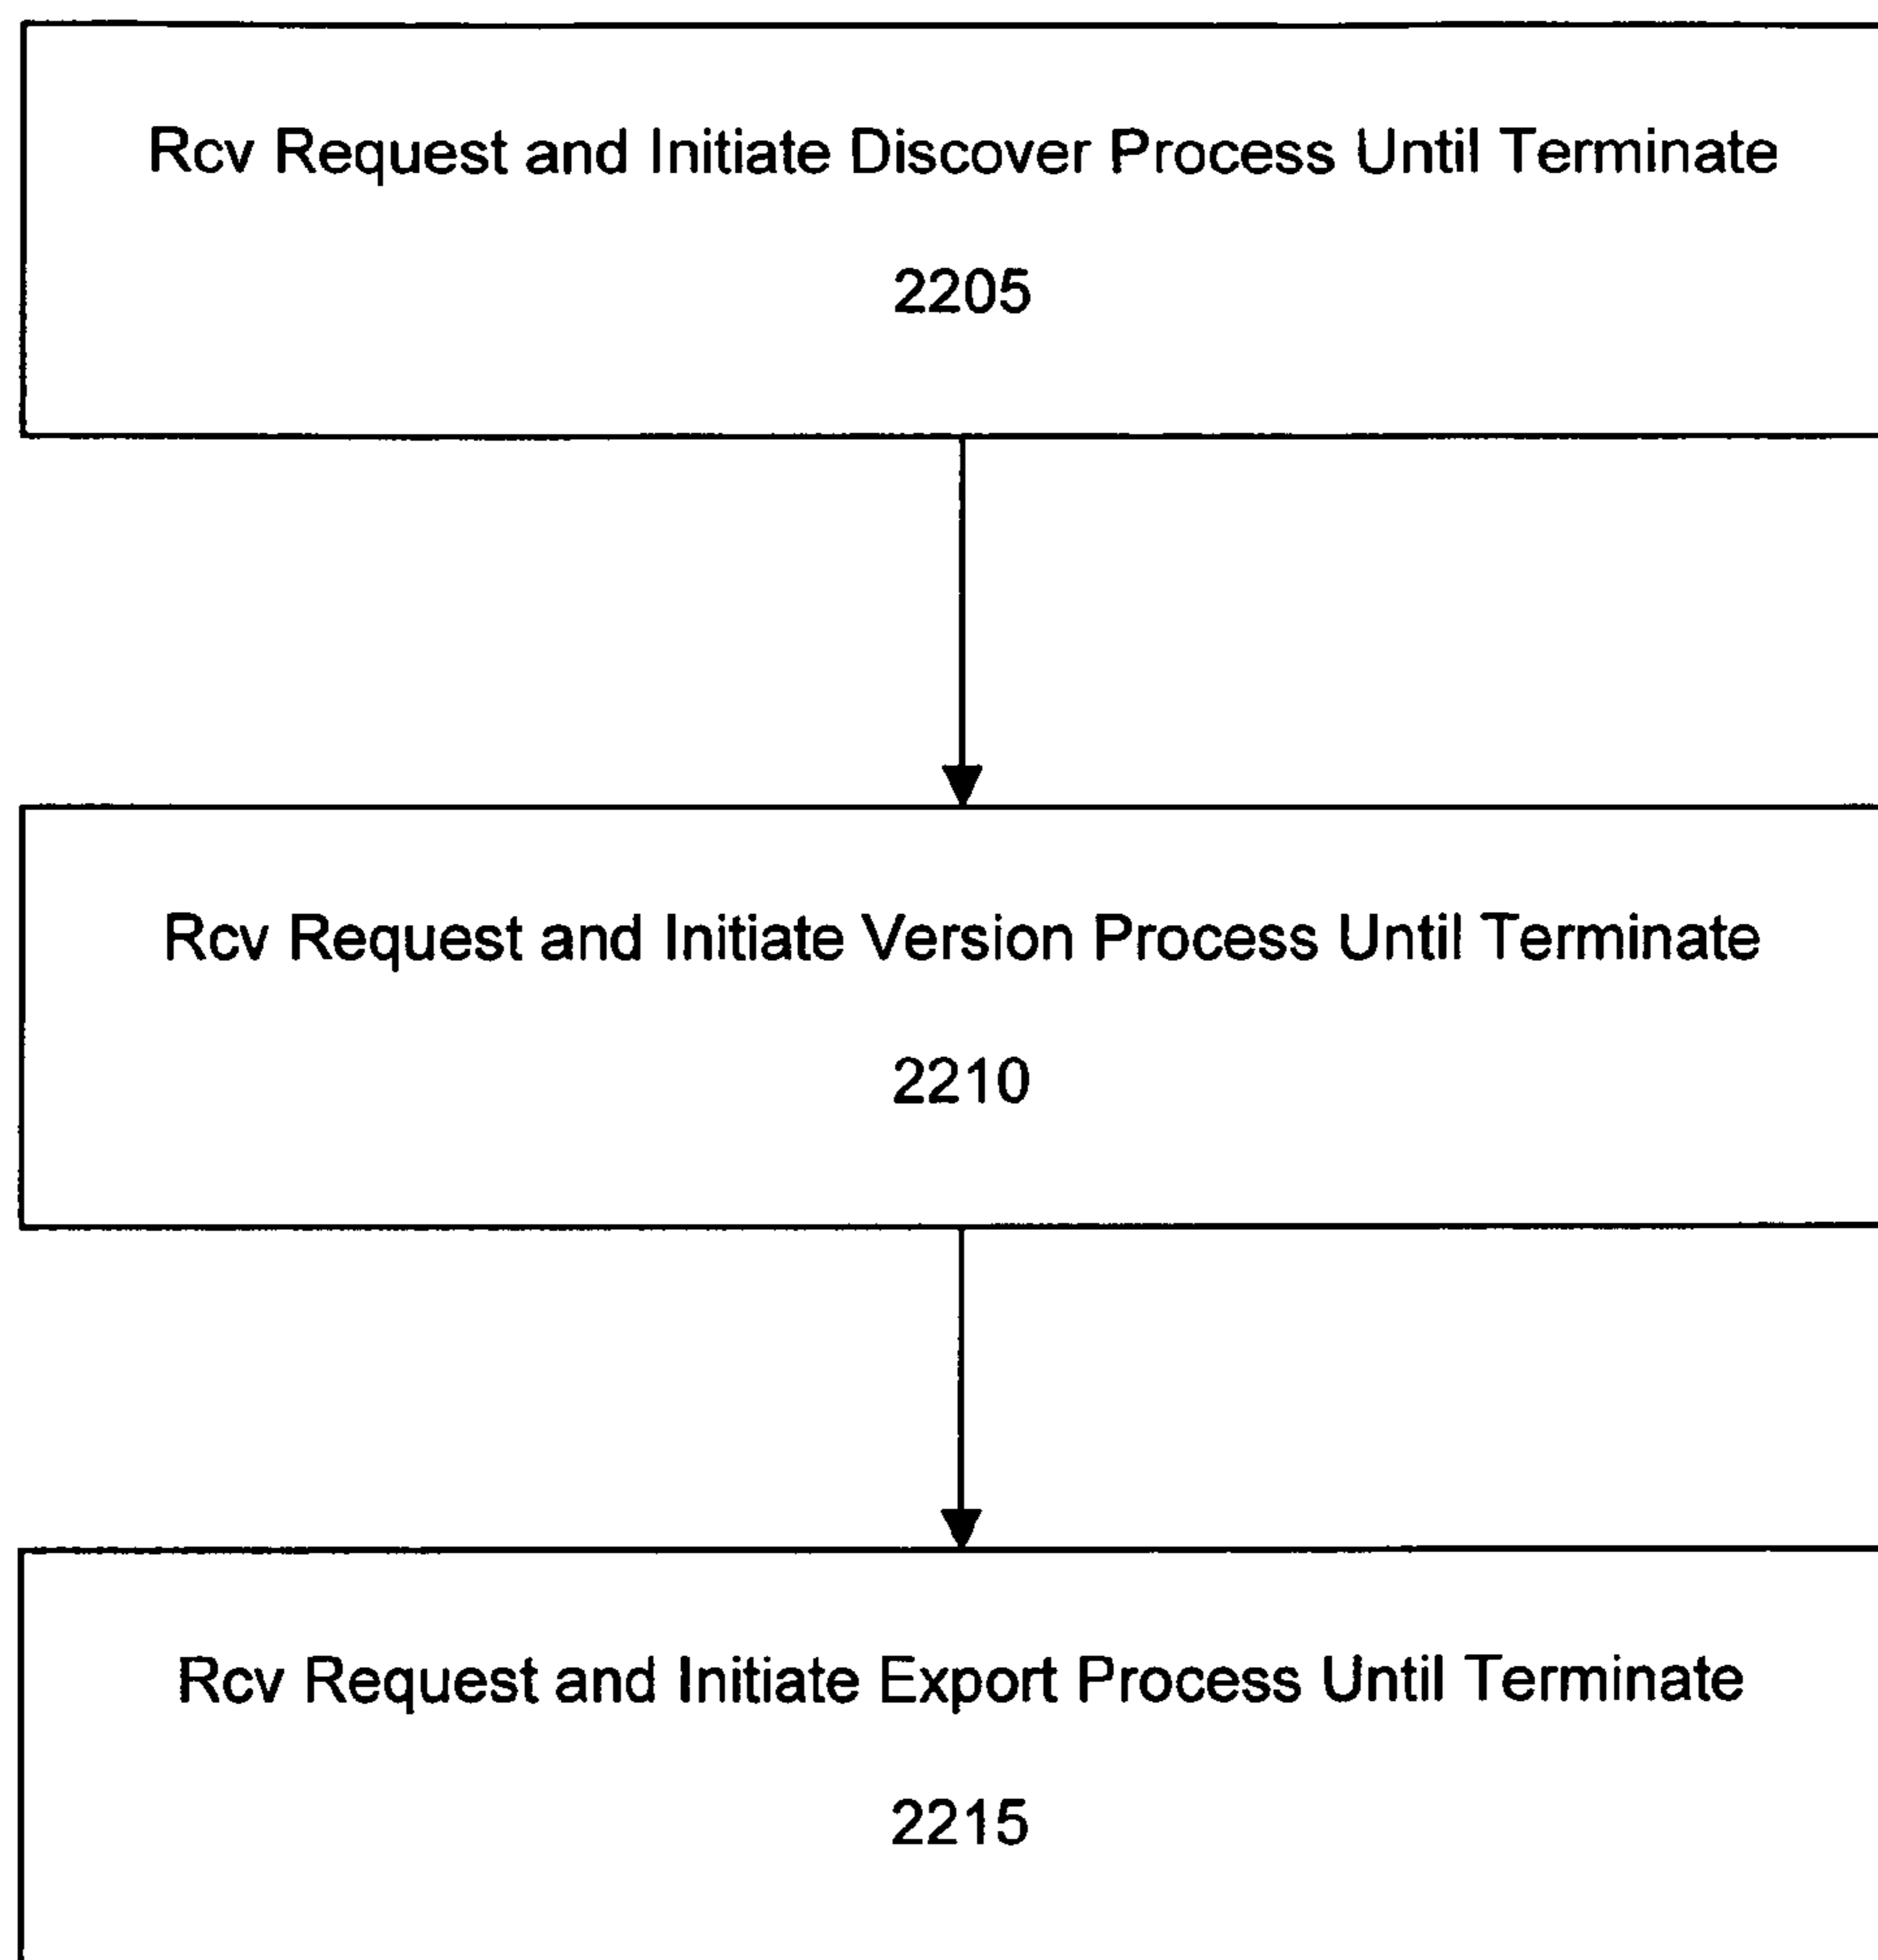 Rcv Request and Initiate Discover Process Until Terminate
2205
Rcv Request and Initiate Version Process Until Terminate
2210
Rcv Request and Initiate Export Process Until Terminate
2215